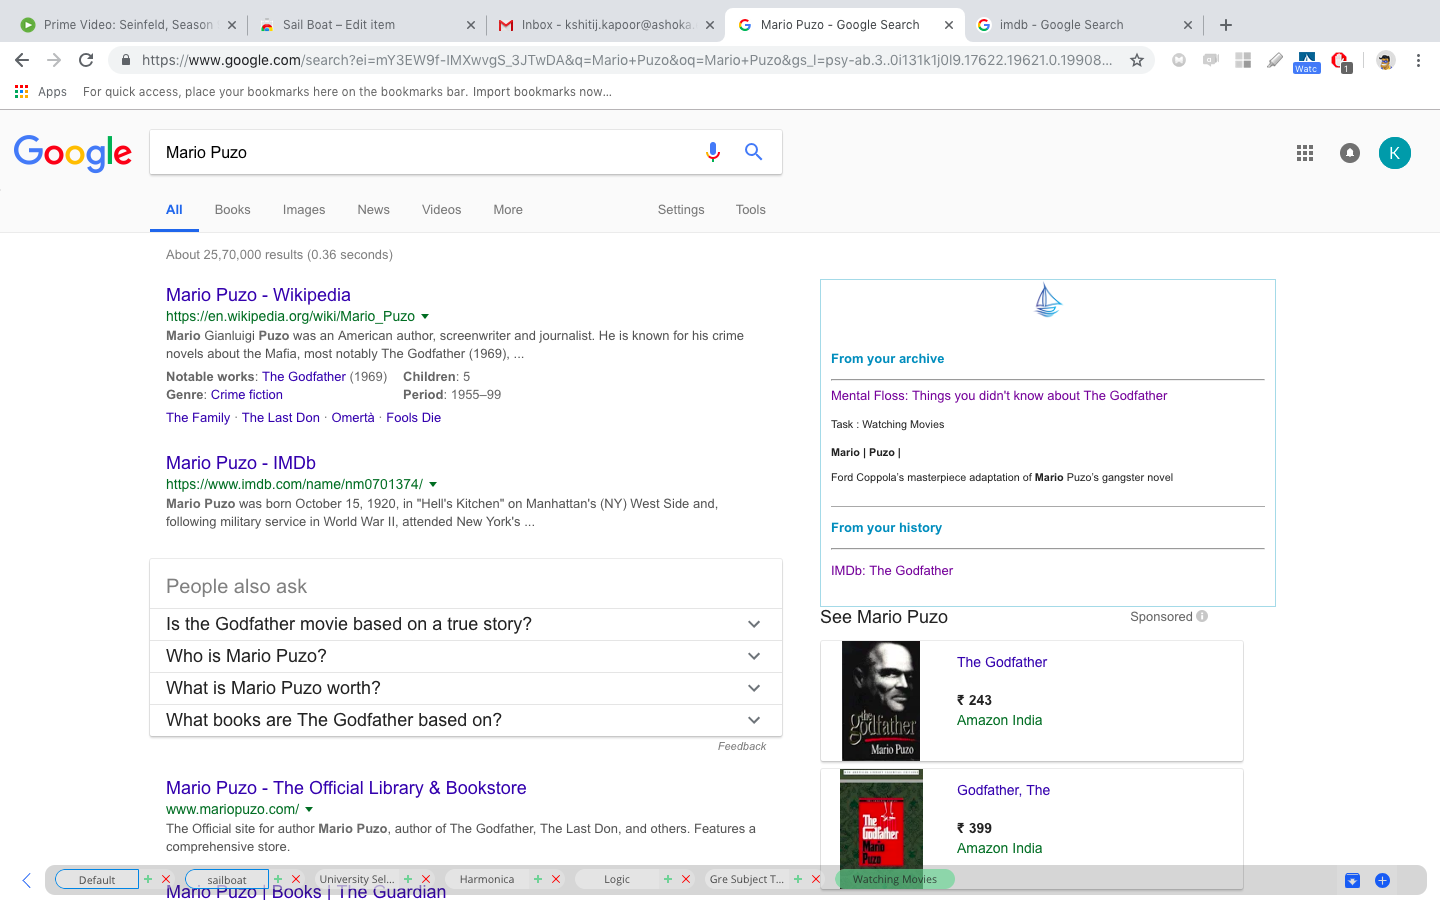 Prime Video: Seinfeld, Season
Sail Boat – Edit item
Inbox - kshitij.kapoor@ashoka.
Mario Puzo - Google Search
imdb - Google Search
https://www.google.com/search?ei=mY3EW9f-IMXwvgS_3JTwDA&q=Mario+Puzo&oq=Mario+Puzo&gs_l=psy-ab.3..0i131k1j0l9.17622.19621.0.19908...
Watc
1
Apps
For quick access, place your bookmarks here on the bookmarks bar. Import bookmarks now...
Google
Mario Puzo
K
All
Books
Images
News
Videos
More
Settings
Tools
About 25,70,000 results (0.36 seconds)
Mario Puzo - Wikipedia
https://en.wikipedia.org/wiki/Mario_Puzo
Mario Gianluigi Puzo was an American author, screenwriter and journalist. He is known for his crime
novels about the Mafia, most notably The Godfather (1969), ...
Notable works: The Godfather (1969) Children: 5
Genre: Crime fiction Period: 1955–99
The Family · The Last Don · Omertà · Fools Die
Mario Puzo - IMDb
https://www.imdb.com/name/nm0701374/
Mario Puzo was born October 15, 1920, in "Hell's Kitchen" on Manhattan's (NY) West Side and,
following military service in World War II, attended New York's ...
People also ask
Is the Godfather movie based on a true story?
Who is Mario Puzo?
What is Mario Puzo worth?
What books are The Godfather based on?
Feedback
Mario Puzo - The Official Library & Bookstore
www.mariopuzo.com/
The Official site for author Mario Puzo, author of The Godfather, The Last Don, and others. Features a
comprehensive store.
Mario Puzo | Books | The Guardian
From your archive
Mental Floss: Things you didn't know about The Godfather
Task : Watching Movies
Mario | Puzo |
Ford Coppola's masterpiece adaptation of Mario Puzo's gangster novel
From your history
IMDb: The Godfather
See Mario Puzo
Sponsored
the godfather
Mario Puzo
The Godfather
₹ 243
Amazon India
The
Godfather
Mario
Puzo
Godfather, The
₹ 399
Amazon India
Default
sailboat
University Sel...
Harmonica
Logic
Gre Subject T...
Watching Movies